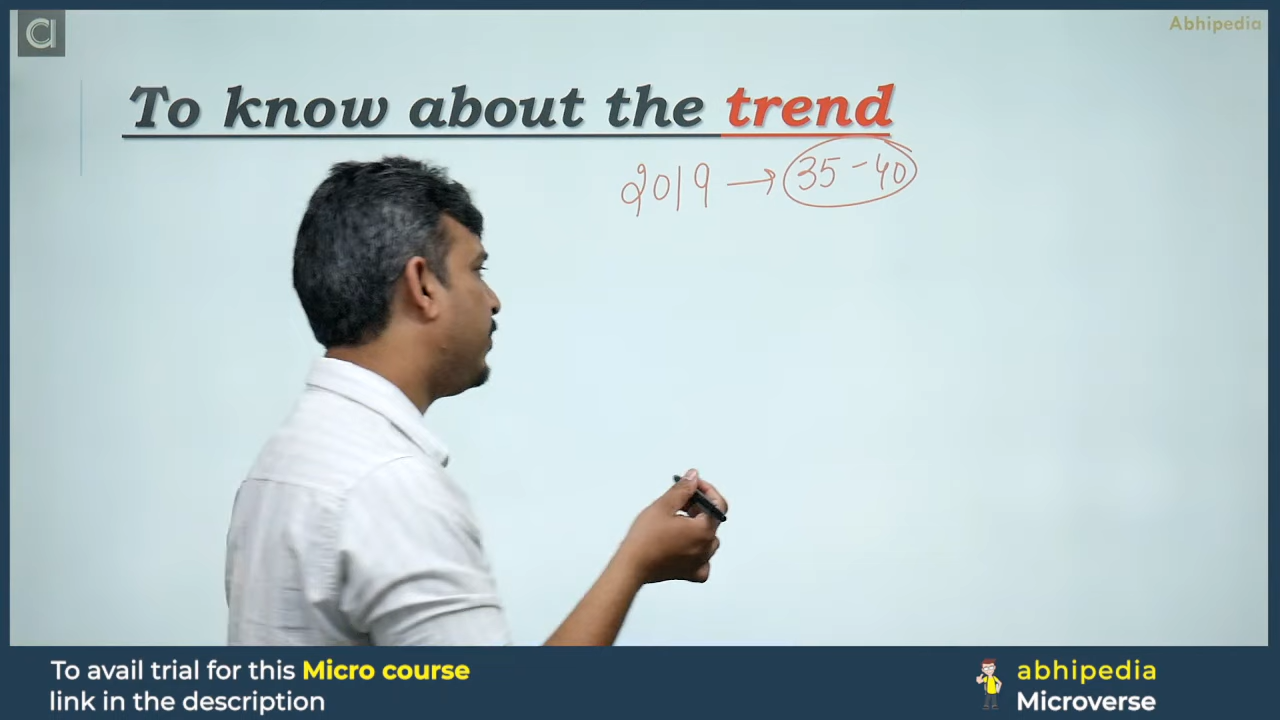 a
Abhipedia
To know about the trend
2019 → 35-40
To avail trial for this Micro course
link in the description
abhipedia
Microverse